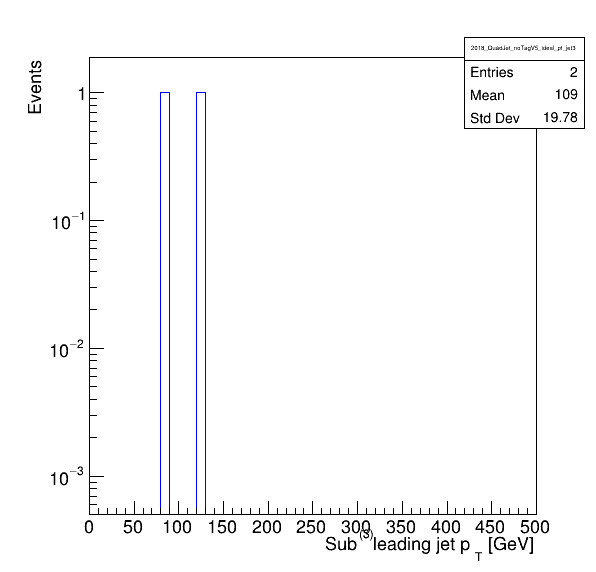 2018_QuadJet_noTagV5_ideal_pt_jet3
Entries 2
Mean 109
Std Dev 19.78
Events
1
10⁻¹
10⁻²
10⁻³
0 50 100 150 200 250 300 350 400 450 500
Sub⁽³⁾leading jet p_T [GeV]